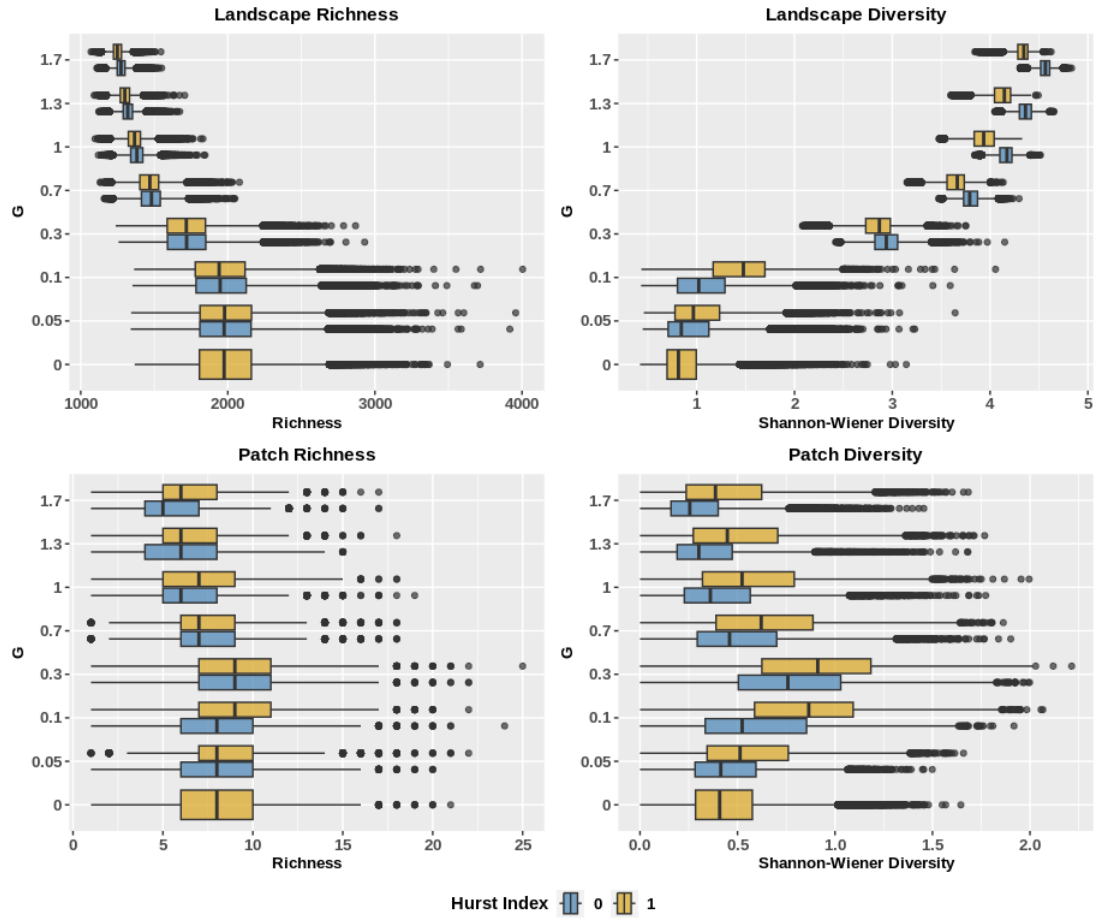 Landscape Richness
G
1.7
1.3
1
0.7
0.3
0.1
0.05
0
1000 2000 3000 4000
Richness
Landscape Diversity
G
1.7
1.3
1
0.7
0.3
0.1
0.05
0
1 2 3 4 5
Shannon-Wiener Diversity
Patch Richness
G
1.7
1.3
1
0.7
0.3
0.1
0.05
0
0 5 10 15 20 25
Richness
Patch Diversity
G
1.7
1.3
1
0.7
0.3
0.1
0.05
0
0.0 0.5 1.0 1.5 2.0
Shannon-Wiener Diversity
Hurst Index 0 1